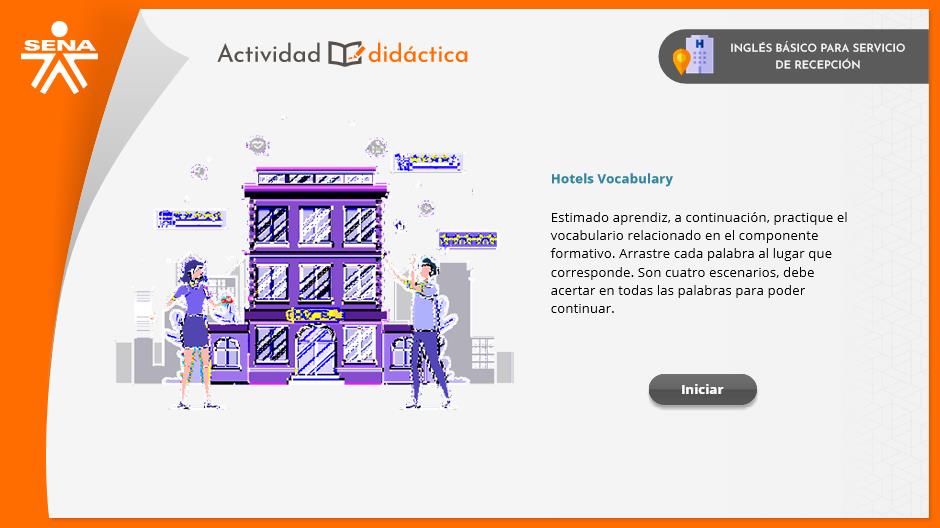 SENA
Actividad didáctica
INGLÉS BÁSICO PARA SERVICIO
DE RECEPCIÓN
H
Hotels Vocabulary
Estimado aprendiz, a continuación, practique el
vocabulario relacionado en el componente
formativo. Arrastre cada palabra al lugar que
corresponde. Son cuatro escenarios, debe
acertar en todas las palabras para poder
continuar.
Iniciar